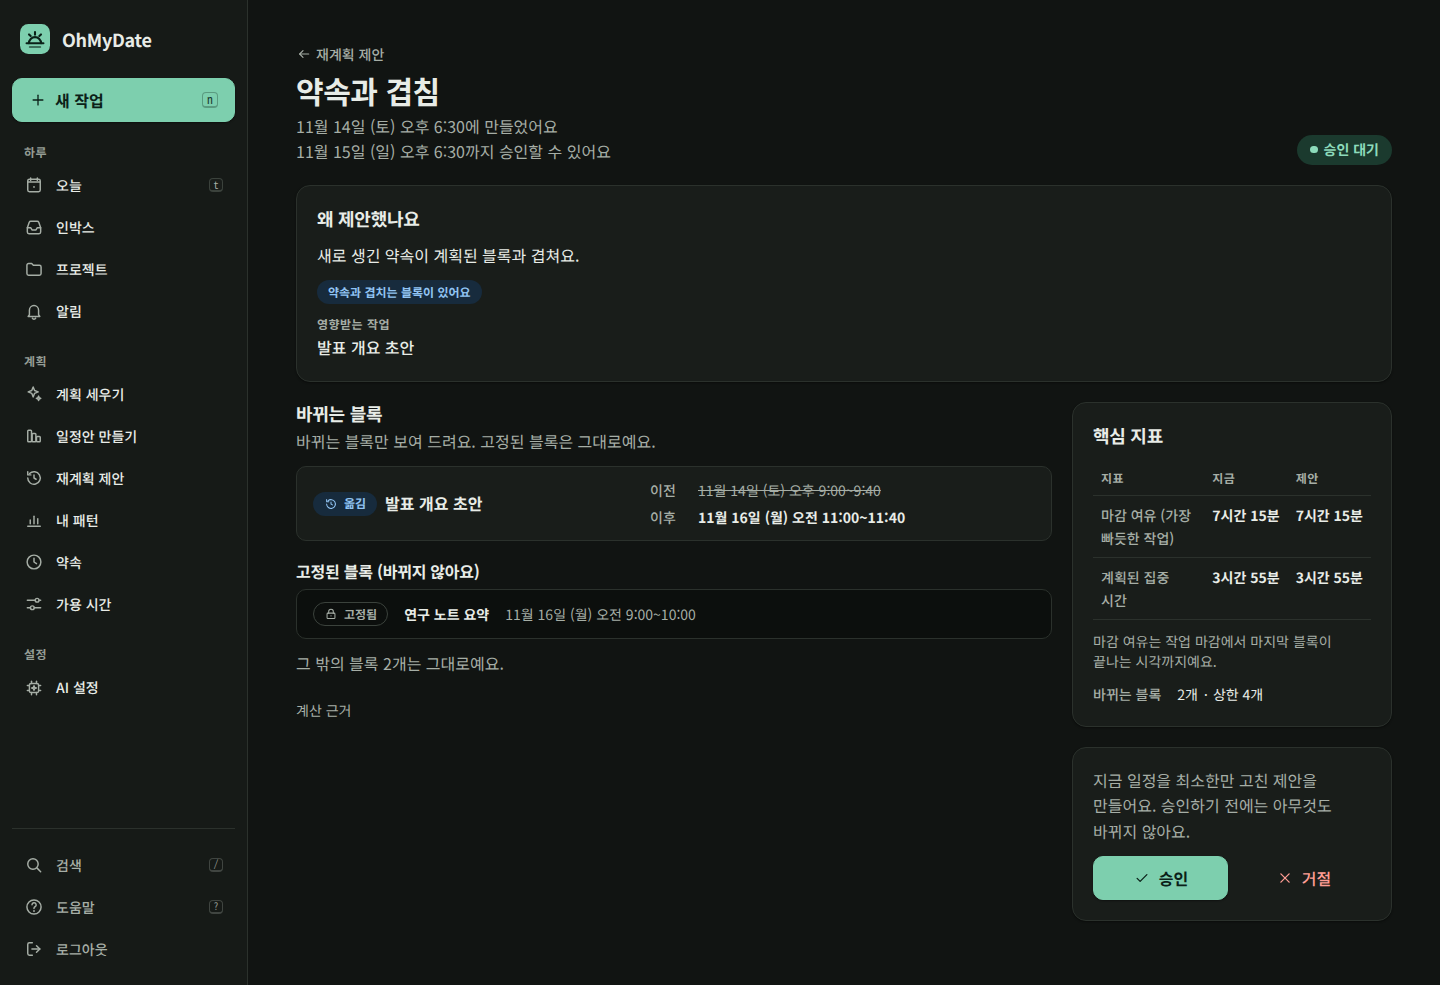 OhMyDate
새 작업 n
하루
오늘 t
인박스
프로젝트
알림
계획
계획 세우기
일정안 만들기
재계획 제안
내 패턴
약속
가용 시간
설정
AI 설정
검색 /
도움말 ?
로그아웃
← 재계획 제안
약속과 겹침
11월 14일 (토) 오후 6:30에 만들었어요
11월 15일 (일) 오후 6:30까지 승인할 수 있어요
승인 대기
왜 제안했나요
새로 생긴 약속이 계획된 블록과 겹쳐요.
약속과 겹치는 블록이 있어요
영향받는 작업
발표 개요 초안
바뀌는 블록
바뀌는 블록만 보여 드려요. 고정된 블록은 그대로예요.
옮김 발표 개요 초안
이전 11월 14일 (토) 오후 9:00~9:40
이후 11월 16일 (월) 오전 11:00~11:40
고정된 블록 (바뀌지 않아요)
고정됨 연구 노트 요약 11월 16일 (월) 오전 9:00~10:00
그 밖의 블록 2개는 그대로예요.
계산 근거
핵심 지표
지표 지금 제안
마감 여유 (가장 7시간 15분 7시간 15분
빠듯한 작업)
계획된 집중 3시간 55분 3시간 55분
시간
마감 여유는 작업 마감에서 마지막 블록이
끝나는 시각까지예요.
바뀌는 블록 2개 · 상한 4개
지금 일정을 최소한만 고친 제안을
만들어요. 승인하기 전에는 아무것도
바뀌지 않아요.
승인 거절